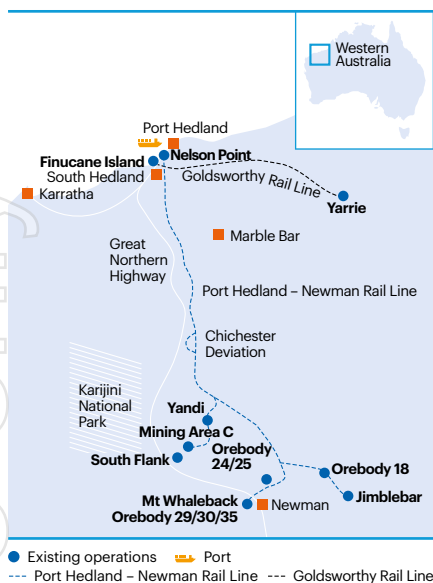 Western
Australia
Port Hedland
Nelson Point
Finucane Island
South Hedland
Goldsworthy Rail Line
Karratha
Yarrie
Marble Bar
Great
Northern
Highway
Port Hedland – Newman Rail Line
Chichester
Deviation
Karijini
National
Park
Yandi
Mining Area C
Orebody
24/25
South Flank
Orebody 18
Mt Whaleback
Orebody 29/30/35
Newman
Jimblebar
Existing operations
Port
Port Hedland – Newman Rail Line
Goldsworthy Rail Line